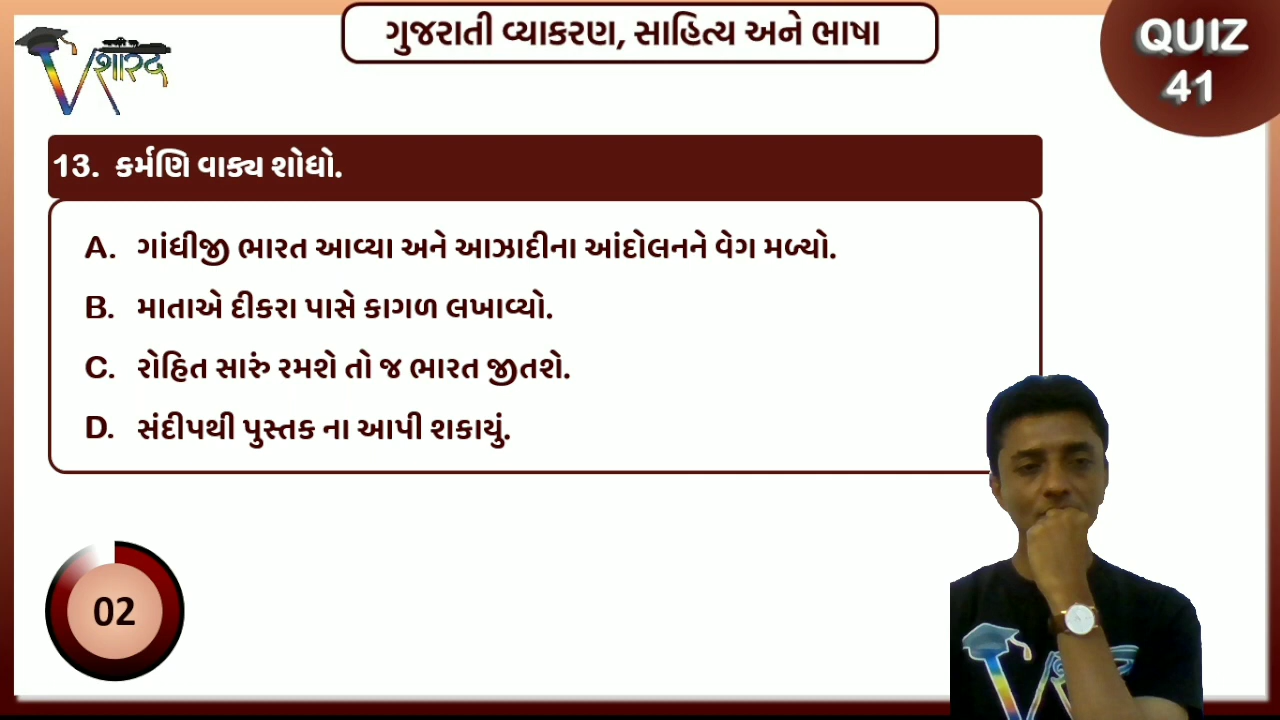 ગુજરાતી વ્યાકરણ, સાહિત્ય અને ભાષા
QUIZ
41
શારદ
13. કર્મણિ વાક્ય શોધો.
A. ગાંધીજી ભારત આવ્યા અને આઝાદીના આંદોલનને વેગ મળ્યો.
B. માતાએ દીકરા પાસે કાગળ લખાવ્યો.
C. રોહિત સારું રમશે તો જ ભારત જીતશે.
D. સંદીપથી પુસ્તક ના આપી શકાયું.
02